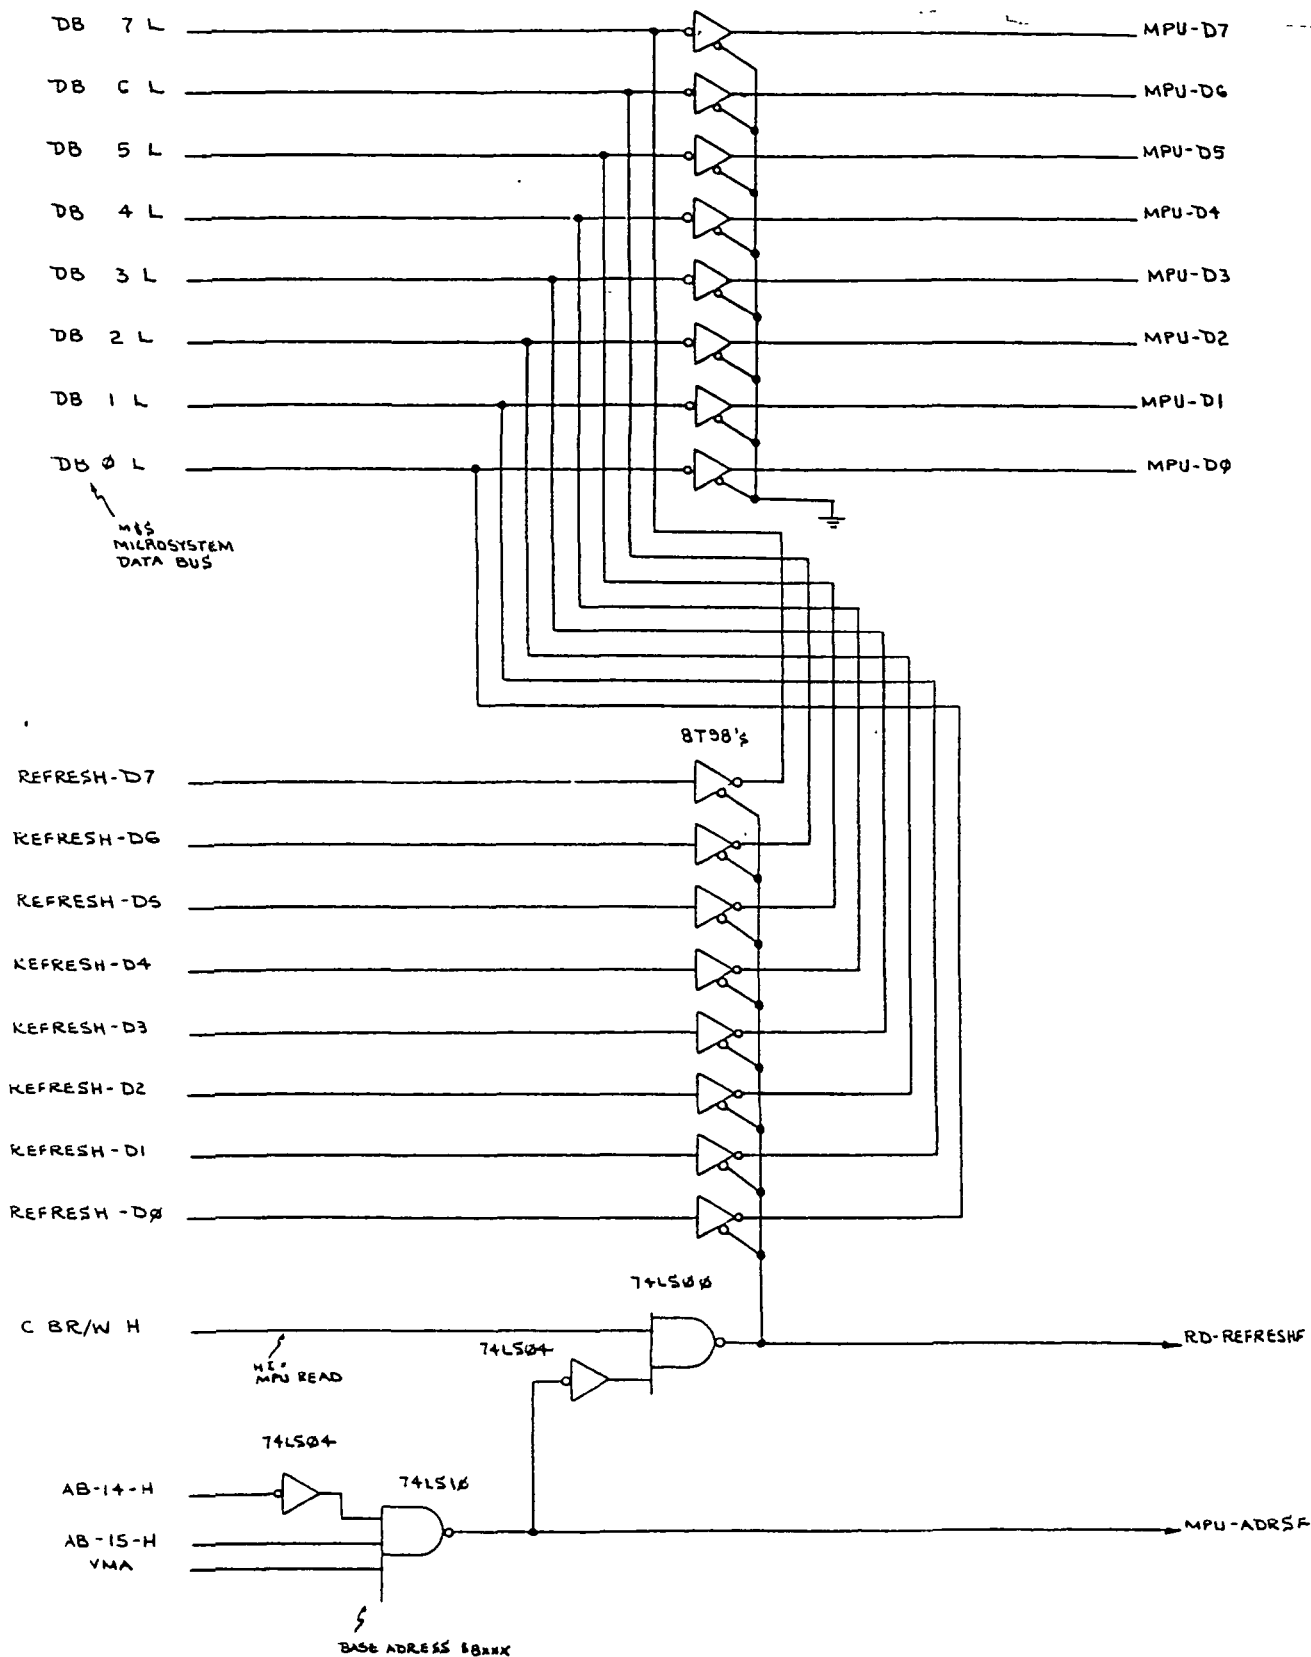 DB 7 L
MPU-D7
DB 6 L
MPU-D6
DB 5 L
MPU-D5
DB 4 L
MPU-D4
DB 3 L
MPU-D3
DB 2 L
MPU-D2
DB 1 L
MPU-D1
DB Ø L
MPU-DØ
MICROSYSTEM
DATA BUS
8T98's
REFRESH-D7
REFRESH-D6
REFRESH-D5
REFRESH-D4
REFRESH-D3
REFRESH-D2
REFRESH-D1
REFRESH-DØ
74LSØØ
C BR/W H
RD-REFRESHF
HI=
MPU READ
74LSØ4
74LSØ4
74LS1Ø
AB-14-H
AB-15-H
VMA
MPU-ADRSF
BASE ADRESS $8XXX